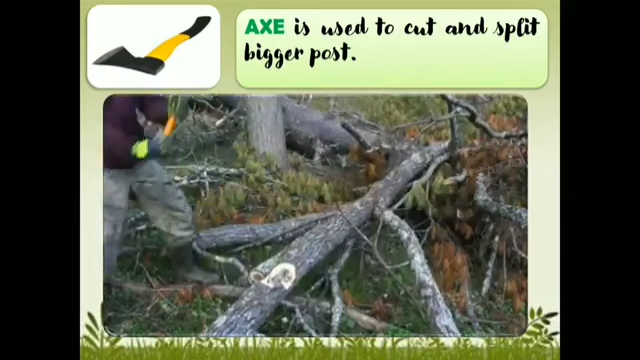 AXE is used to cut and split
bigger post.